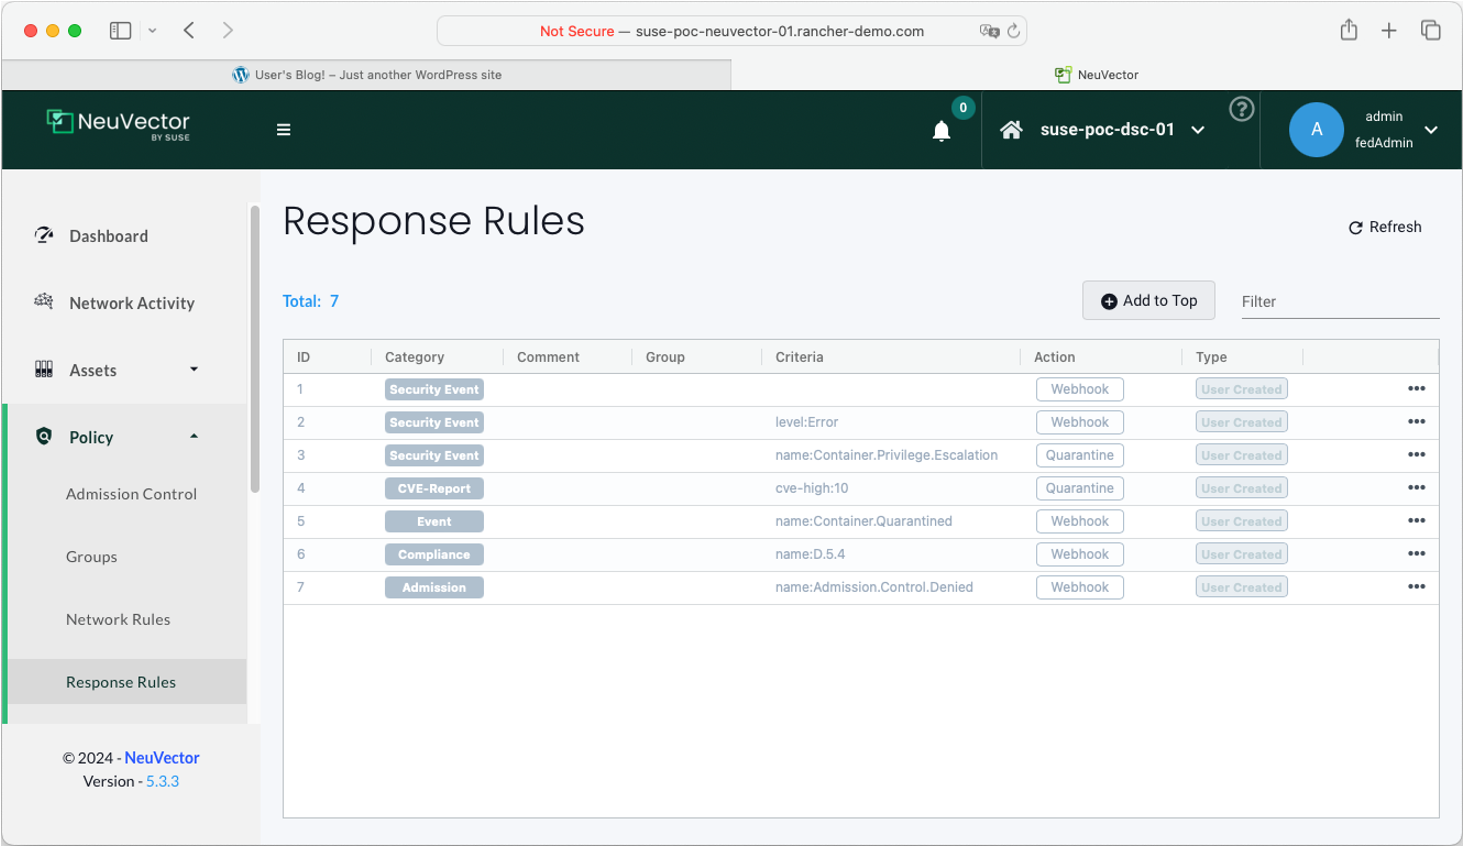 Not Secure — suse-poc-neuvector-01.rancher-demo.com
User's Blog! – Just another WordPress site
NeuVector
NeuVector
BY SUSE
0
suse-poc-dsc-01
?
A
admin
fedAdmin
Dashboard
Network Activity
Assets
Policy
Admission Control
Groups
Network Rules
Response Rules
© 2024 - NeuVector
Version - 5.3.3
Response Rules
Refresh
Total: 7
Add to Top
Filter
ID Category Comment Group Criteria Action Type
1 Security Event Webhook User Created
2 Security Event level:Error Webhook User Created
3 Security Event name:Container.Privilege.Escalation Quarantine User Created
4 CVE-Report cve-high:10 Quarantine User Created
5 Event name:Container.Quarantined Webhook User Created
6 Compliance name:D.5.4 Webhook User Created
7 Admission name:Admission.Control.Denied Webhook User Created